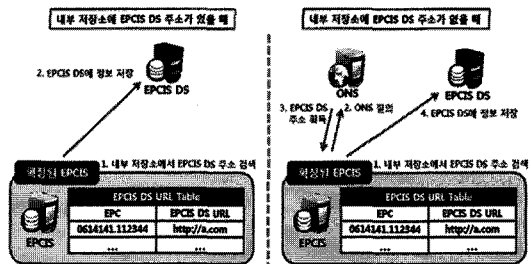 내부 저장소에 EPCIS DS 주소가 있을 때
2. EPCIS DS에 정보 저장
EPCIS DS
1. 내부 저장소에서 EPCIS DS 주소 검색
확장된 EPCIS
EPCIS DS URL Table
EPC EPCIS DS URL
0614141.112344 http://a.com
... ...
EPCIS
내부 저장소에 EPCIS DS 주소가 없을 때
ONS
EPCIS DS
3. EPCIS DS 주소 획득
2. ONS 질의
4. EPCIS DS에 정보 저장
1. 내부 저장소에서 EPCIS DS 주소 검색
확장된 EPCIS
EPCIS DS URL Table
EPC EPCIS DS URL
0614141.112344 http://a.com
... ...
EPCIS